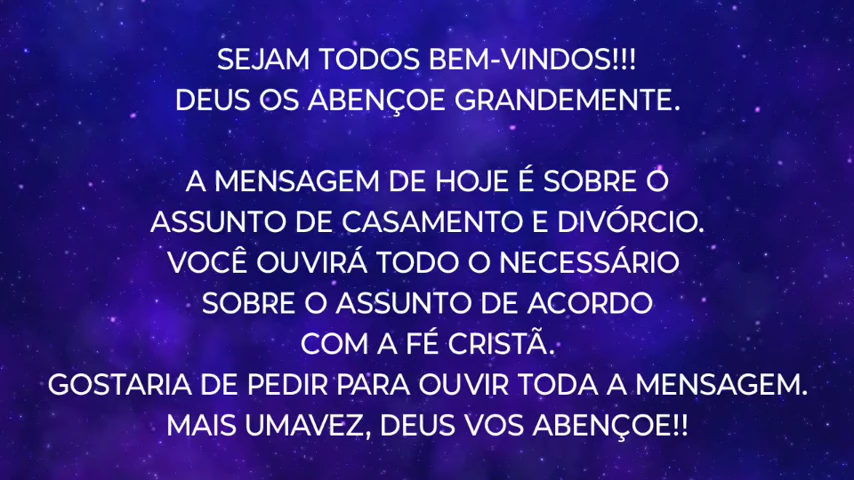 SEJAM TODOS BEM-VINDOS!!!
DEUS OS ABENÇOE GRANDEMENTE.
A MENSAGEM DE HOJE É SOBRE O
ASSUNTO DE CASAMENTO E DIVÓRCIO.
VOCÊ OUVIRÁ TODO O NECESSÁRIO
SOBRE O ASSUNTO DE ACORDO
COM A FÉ CRISTÃ.
GOSTARIA DE PEDIR PARA OUVIR TODA A MENSAGEM.
MAIS UMAVEZ, DEUS VOS ABENÇOE!!